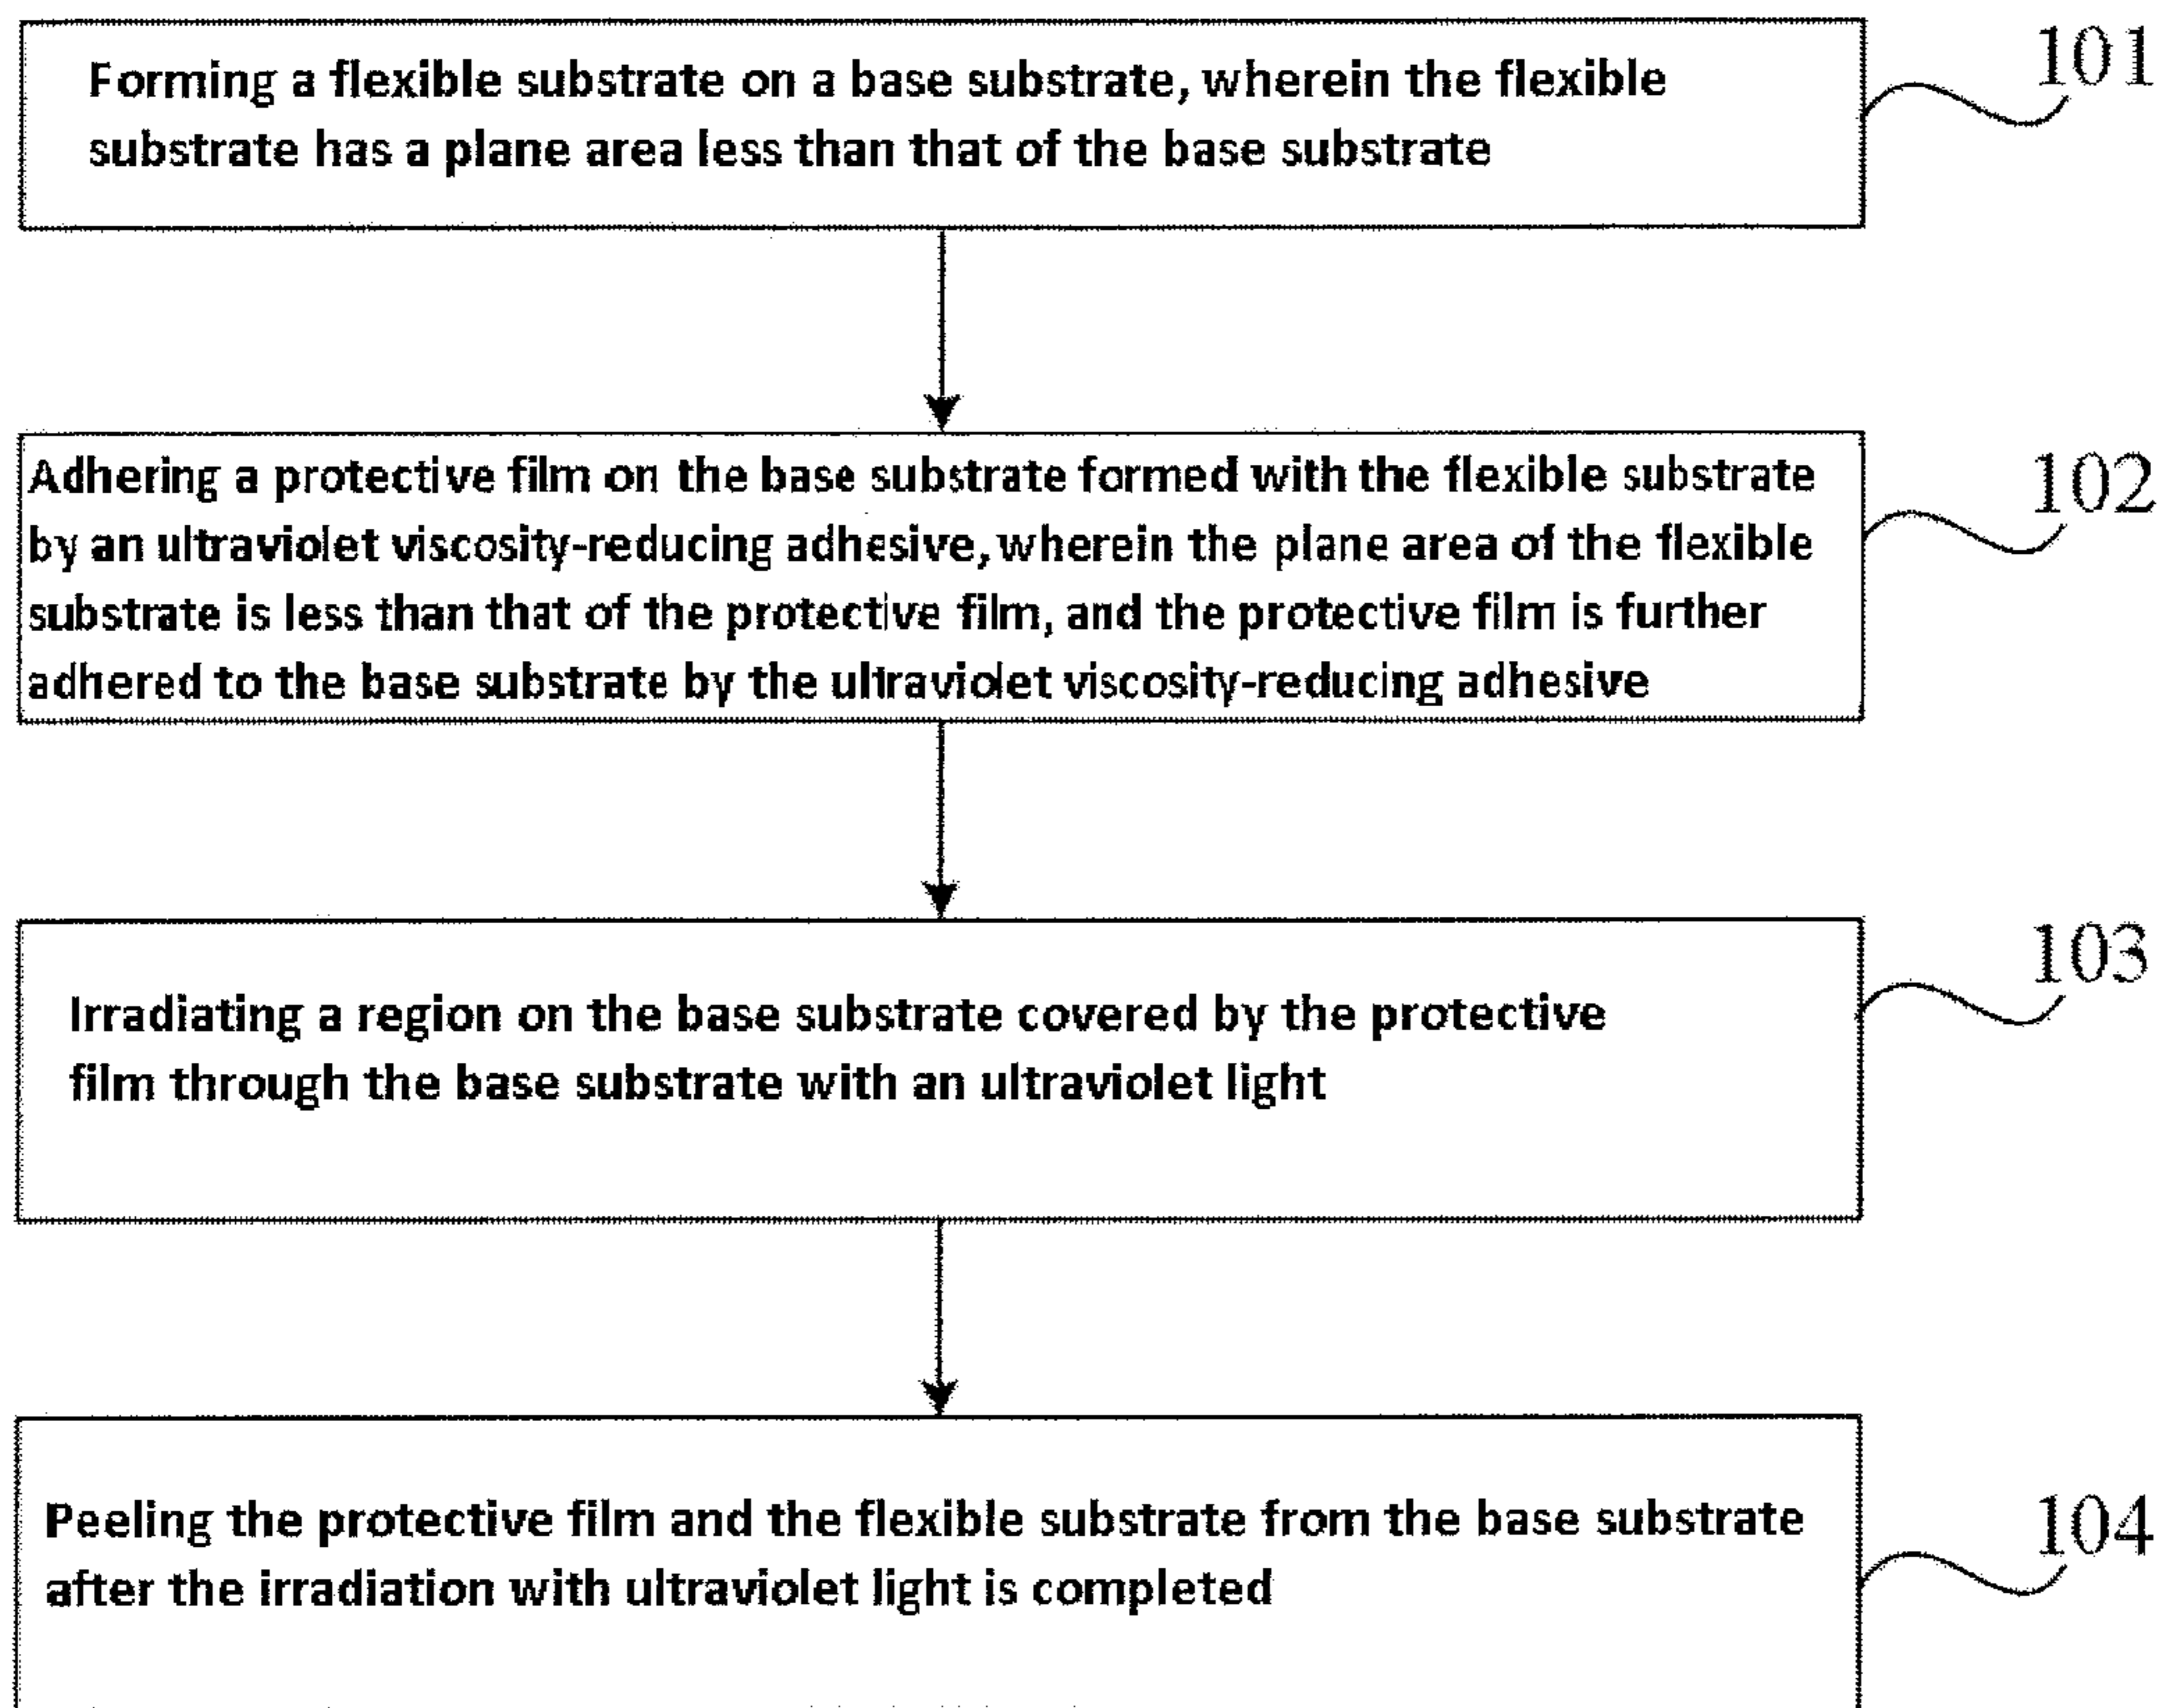 Forming a flexible substrate on a base substrate, wherein the flexible
substrate has a plane area less than that of the base substrate
101
Adhering a protective film on the base substrate formed with the flexible substrate
by an ultraviolet viscosity-reducing adhesive, wherein the plane area of the flexible
substrate is less than that of the protective film, and the protective film is further
adhered to the base substrate by the ultraviolet viscosity-reducing adhesive
102
Irradiating a region on the base substrate covered by the protective
film through the base substrate with an ultraviolet light
103
Peeling the protective film and the flexible substrate from the base substrate
after the irradiation with ultraviolet light is completed
104